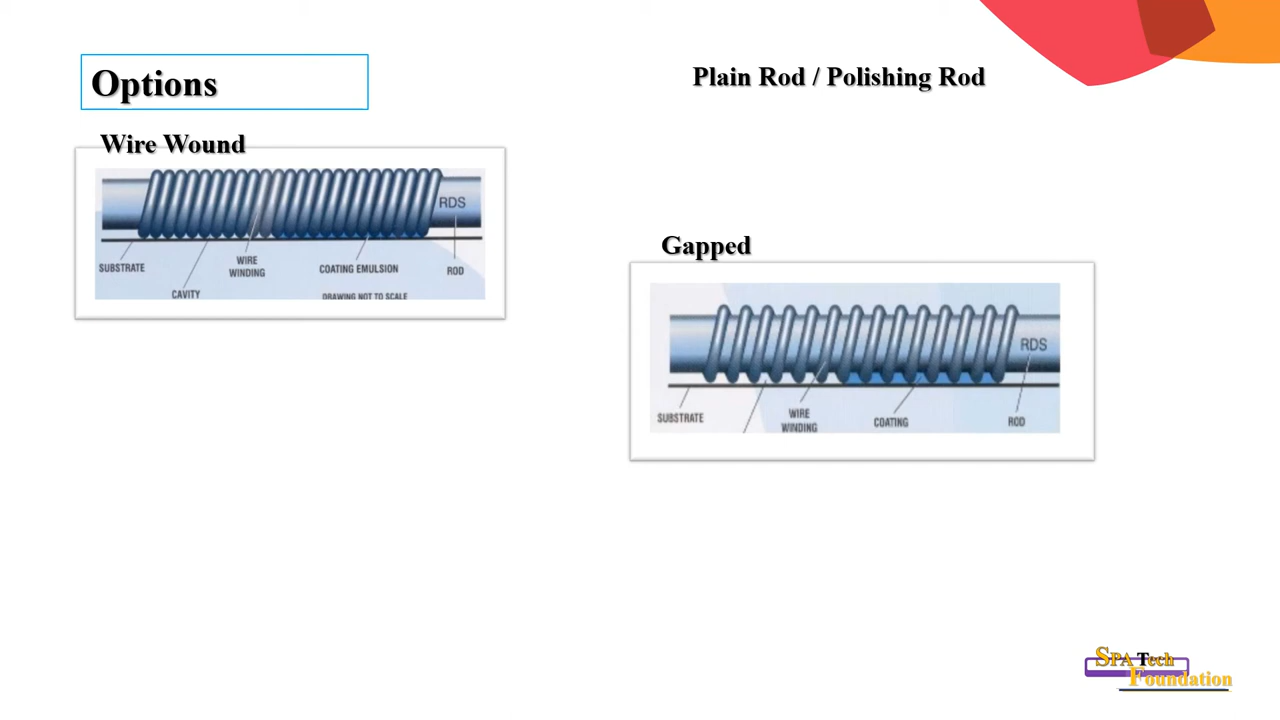 Options
Plain Rod / Polishing Rod
Wire Wound
RDS
SUBSTRATE
WIRE
WINDING
COATING EMULSION
ROD
CAVITY
DRAWING NOT TO SCALE
Gapped
RDS
SUBSTRATE
WIRE
WINDING
COATING
ROD
SPA Tech
Foundation